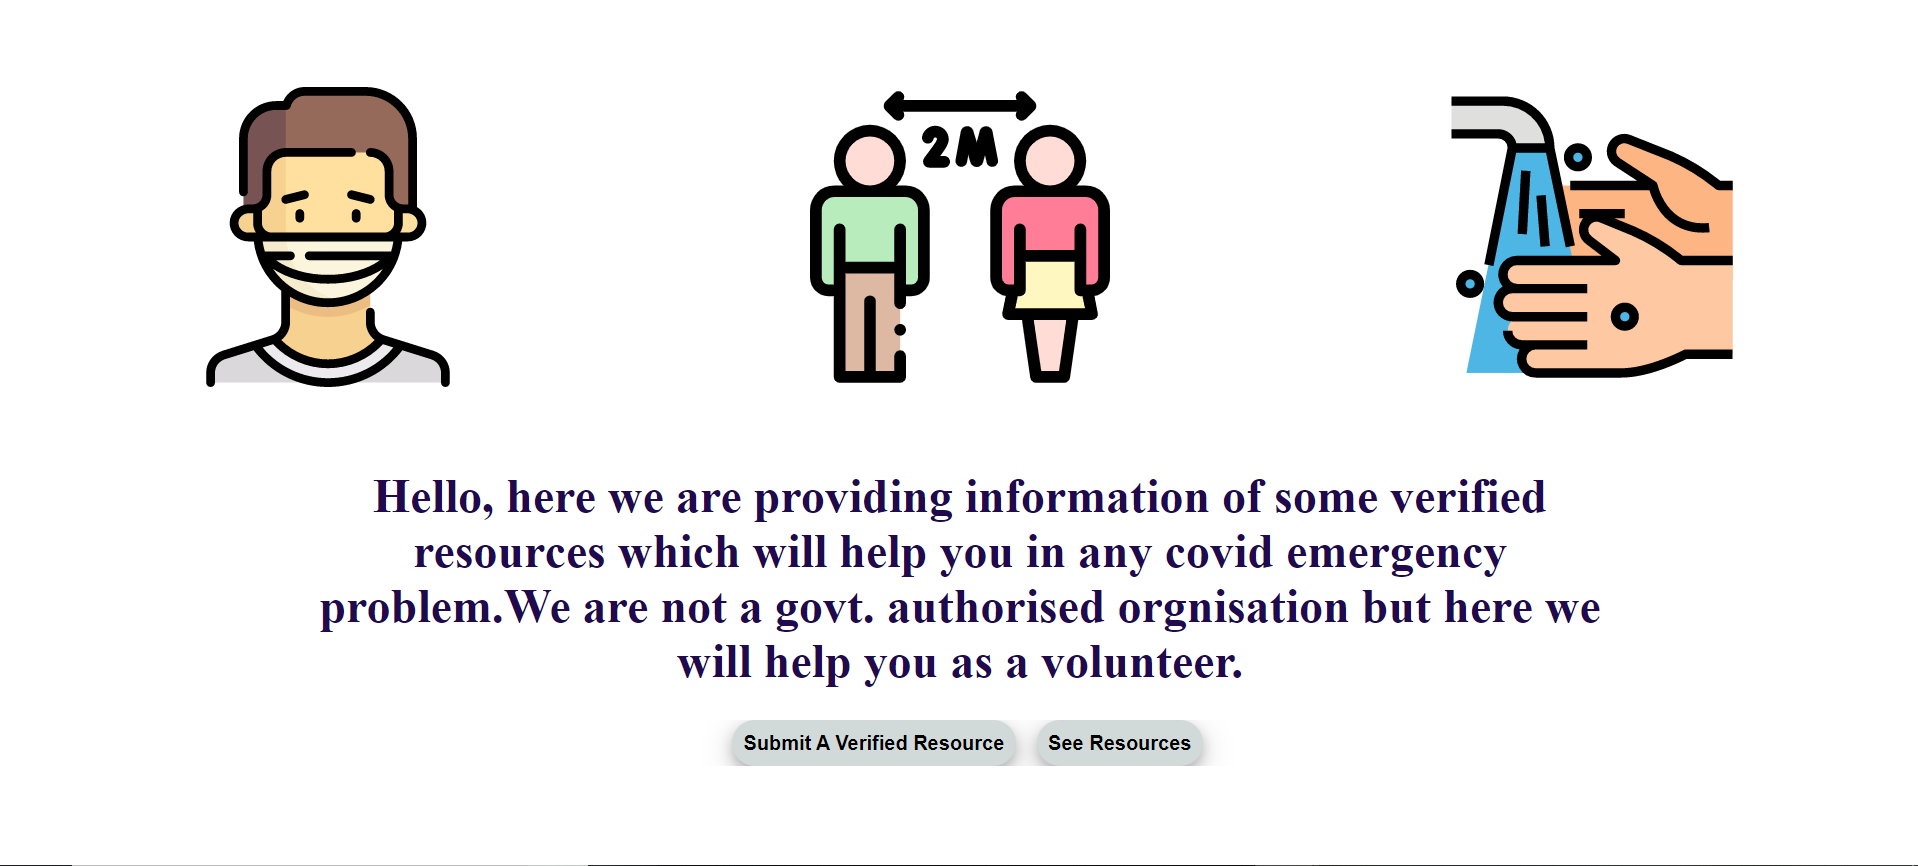 2M
Hello, here we are providing information of some verified
resources which will help you in any covid emergency
problem.We are not a govt. authorised orgnisation but here we
will help you as a volunteer.
Submit A Verified Resource
See Resources